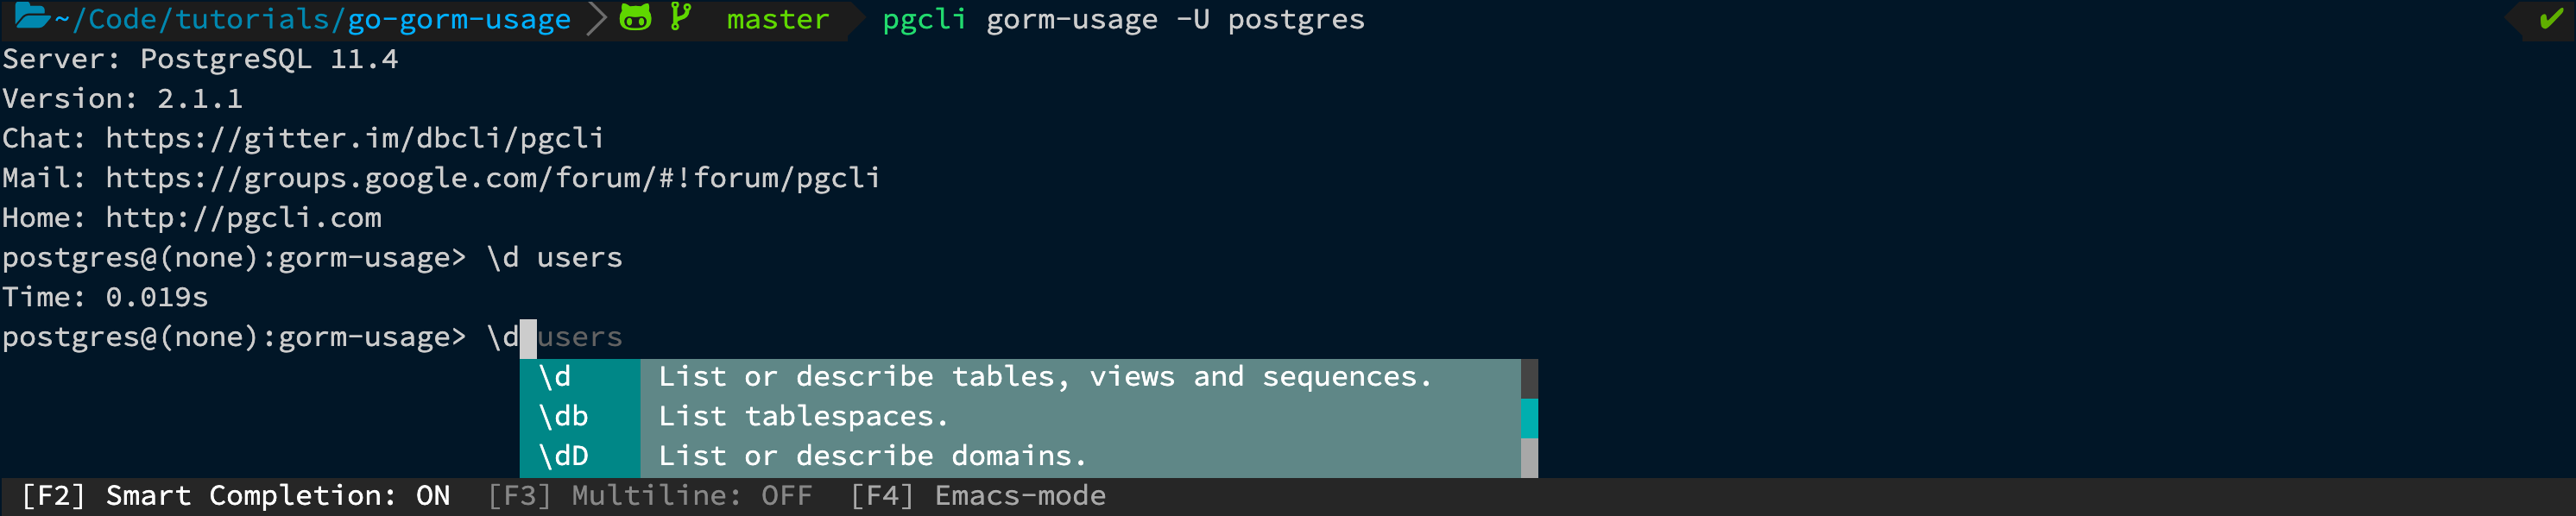 ~/Code/tutorials/go-gorm-usage master pgcli gorm-usage -U postgres ✔
Server: PostgreSQL 11.4
Version: 2.1.1
Chat: https://gitter.im/dbcli/pgcli
Mail: https://groups.google.com/forum/#!forum/pgcli
Home: http://pgcli.com
postgres@(none):gorm-usage> \d users
Time: 0.019s
postgres@(none):gorm-usage> \d users
\d List or describe tables, views and sequences.
\db List tablespaces.
\dD List or describe domains.
[F2] Smart Completion: ON [F3] Multiline: OFF [F4] Emacs-mode